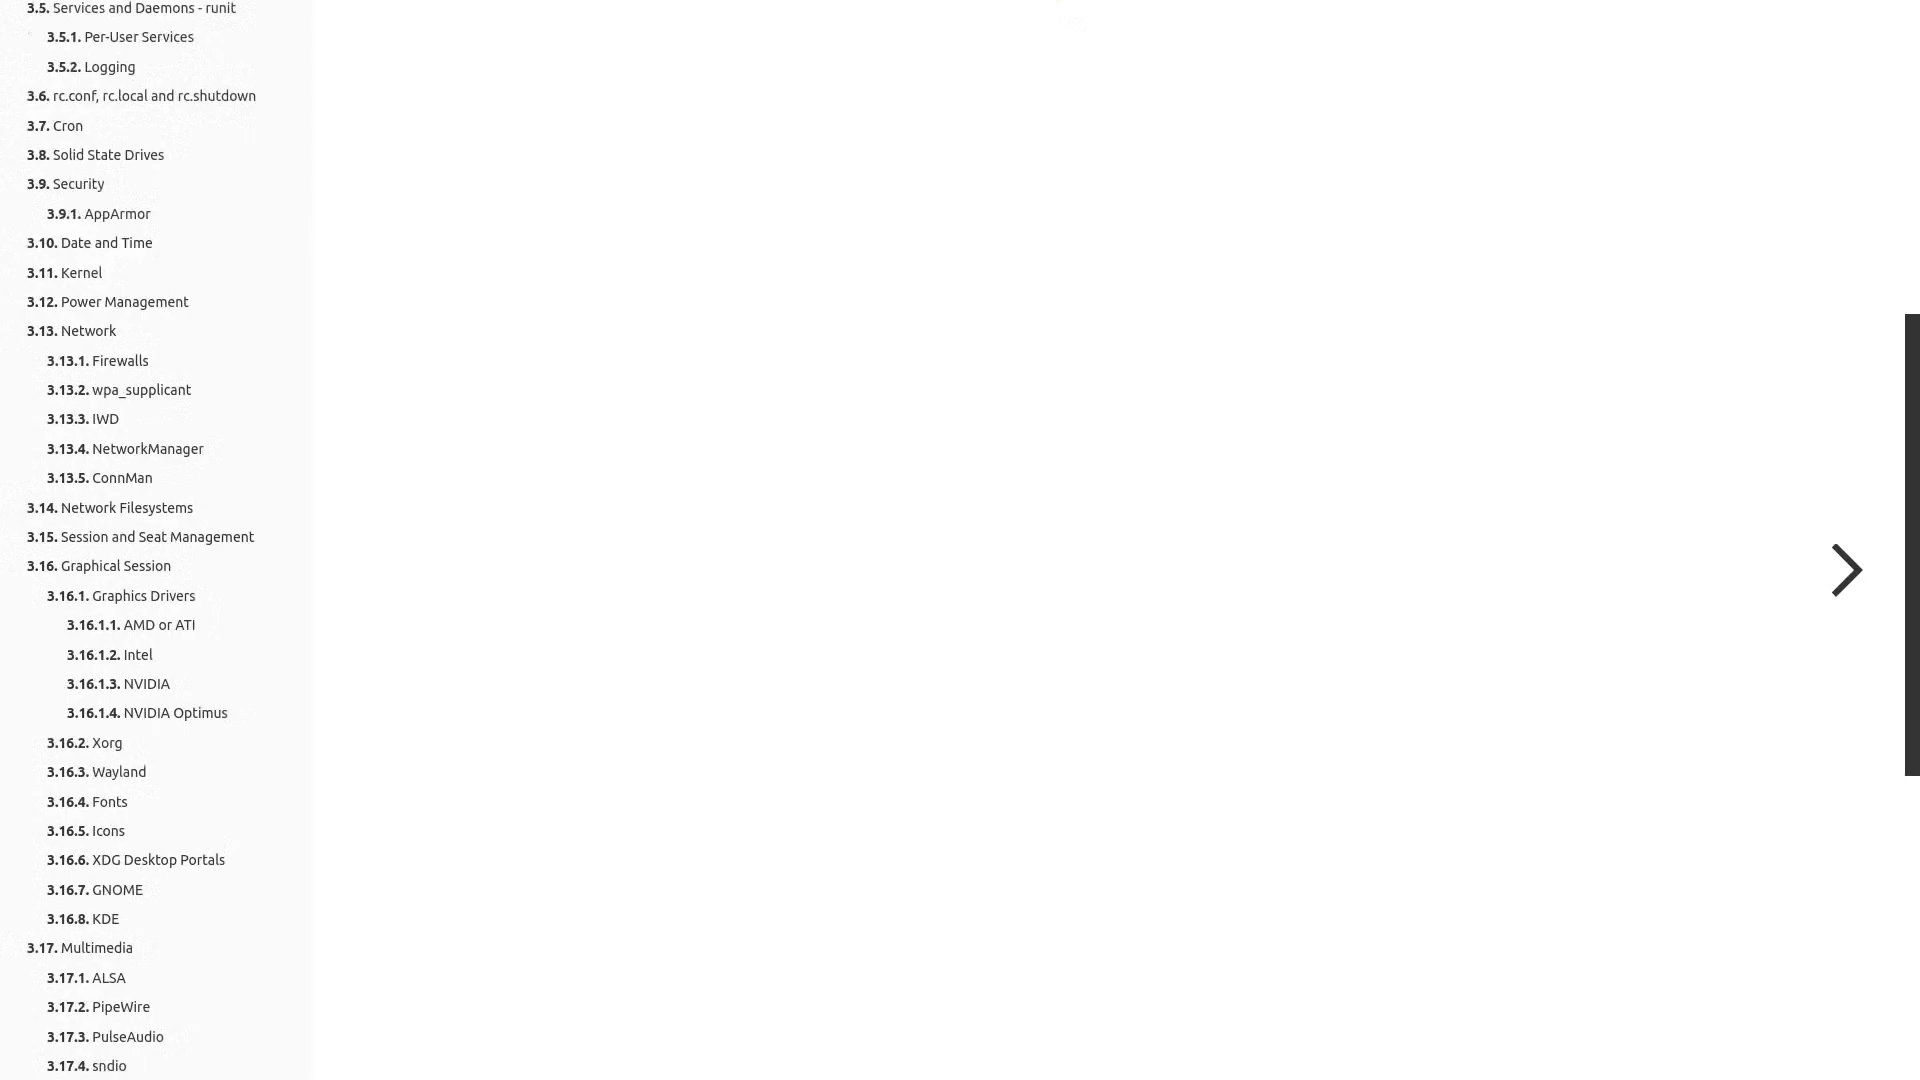 3.5. Services and Daemons - runit
3.5.1. Per-User Services
3.5.2. Logging
3.6. rc.conf, rc.local and rc.shutdown
3.7. Cron
3.8. Solid State Drives
3.9. Security
3.9.1. AppArmor
3.10. Date and Time
3.11. Kernel
3.12. Power Management
3.13. Network
3.13.1. Firewalls
3.13.2. wpa_supplicant
3.13.3. IWD
3.13.4. NetworkManager
3.13.5. ConnMan
3.14. Network Filesystems
3.15. Session and Seat Management
3.16. Graphical Session
3.16.1. Graphics Drivers
3.16.1.1. AMD or ATI
3.16.1.2. Intel
3.16.1.3. NVIDIA
3.16.1.4. NVIDIA Optimus
3.16.2. Xorg
3.16.3. Wayland
3.16.4. Fonts
3.16.5. Icons
3.16.6. XDG Desktop Portals
3.16.7. GNOME
3.16.8. KDE
3.17. Multimedia
3.17.1. ALSA
3.17.2. PipeWire
3.17.3. PulseAudio
3.17.4. sndio